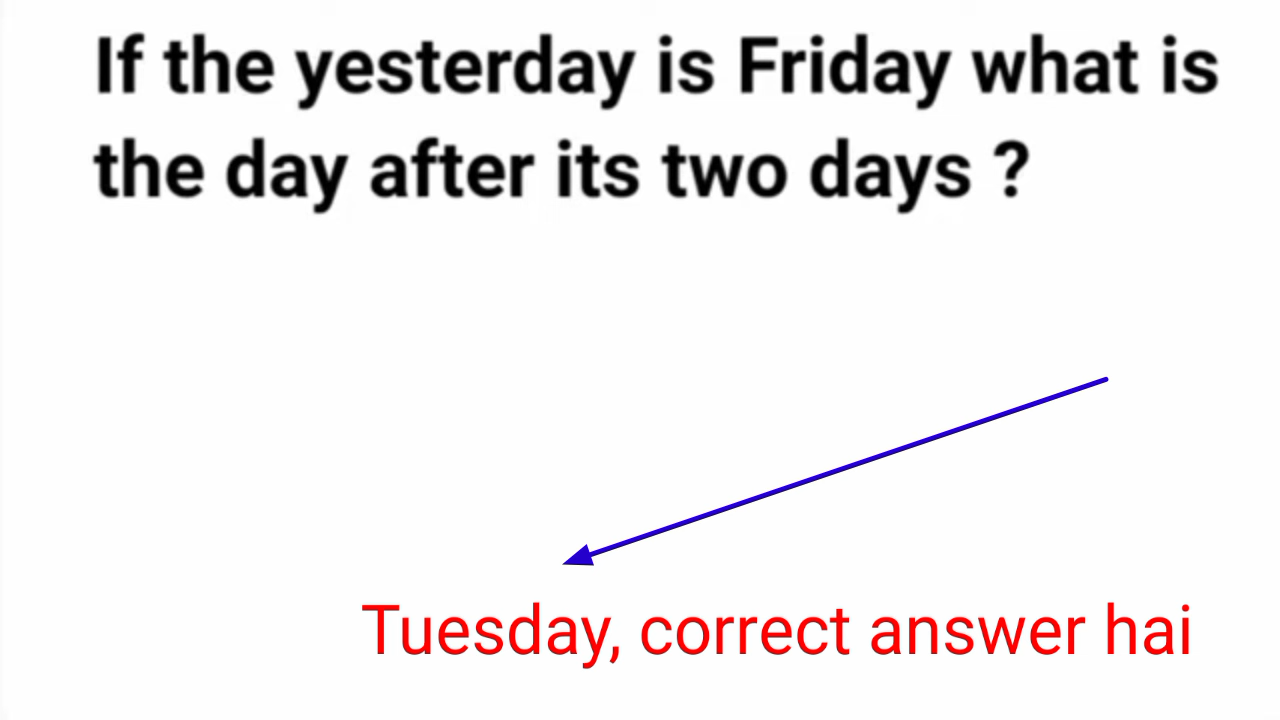 If the yesterday is Friday what is
the day after its two days ?
Tuesday, correct answer hai